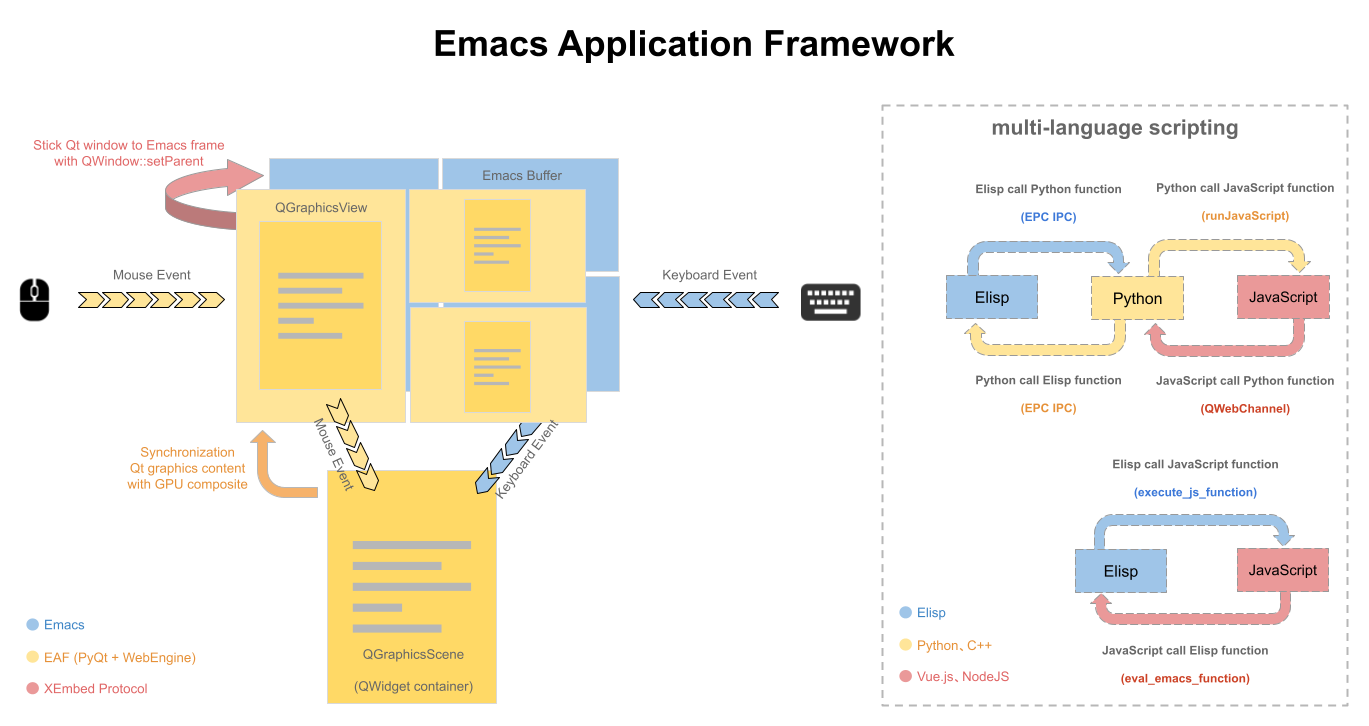 Emacs Application Framework
Stick Qt window to Emacs frame
with QWindow::setParent
Emacs Buffer
QGraphicsView
Mouse Event
Keyboard Event
Mouse Event
Keyboard Event
Synchronization
Qt graphics content
with GPU composite
QGraphicsScene
(QWidget container)
Emacs
EAF (PyQt + WebEngine)
XEmbed Protocol
multi-language scripting
Elisp call Python function
(EPC IPC)
Python call JavaScript function
(runJavaScript)
Elisp
Python
JavaScript
Python call Elisp function
(EPC IPC)
JavaScript call Python function
(QWebChannel)
Elisp call JavaScript function
(execute_js_function)
Elisp
JavaScript
JavaScript call Elisp function
(eval_emacs_function)
Elisp
Python、C++
Vue.js、NodeJS